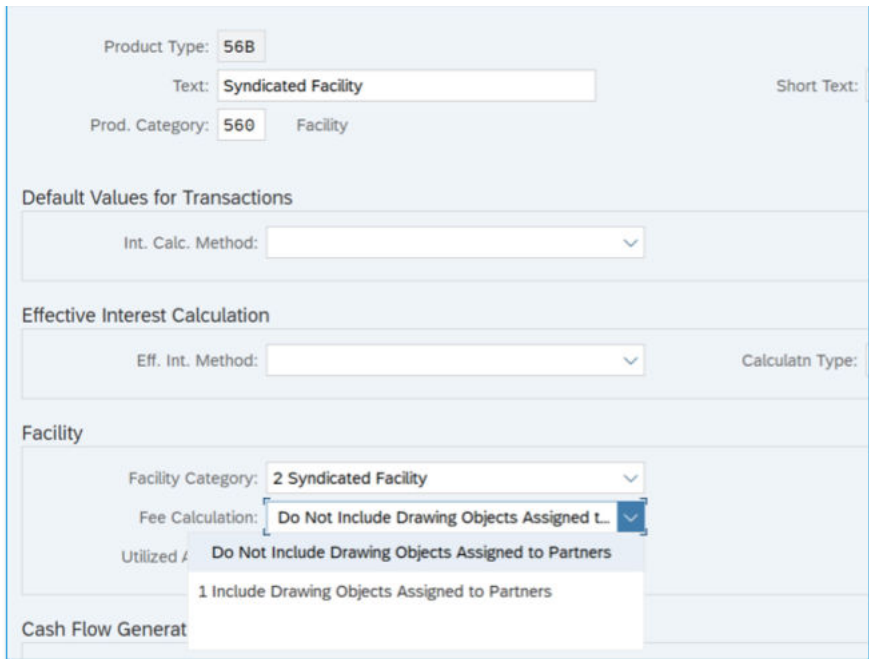 Product Type: 56B
Text: Syndicated Facility Short Text:
Prod. Category: 560 Facility
Default Values for Transactions
Int. Calc. Method:
Effective Interest Calculation
Eff. Int. Method: Calculatn Type:
Facility
Facility Category: 2 Syndicated Facility
Fee Calculation: Do Not Include Drawing Objects Assigned t...
Utilized A
Do Not Include Drawing Objects Assigned to Partners
1 Include Drawing Objects Assigned to Partners
Cash Flow Generat